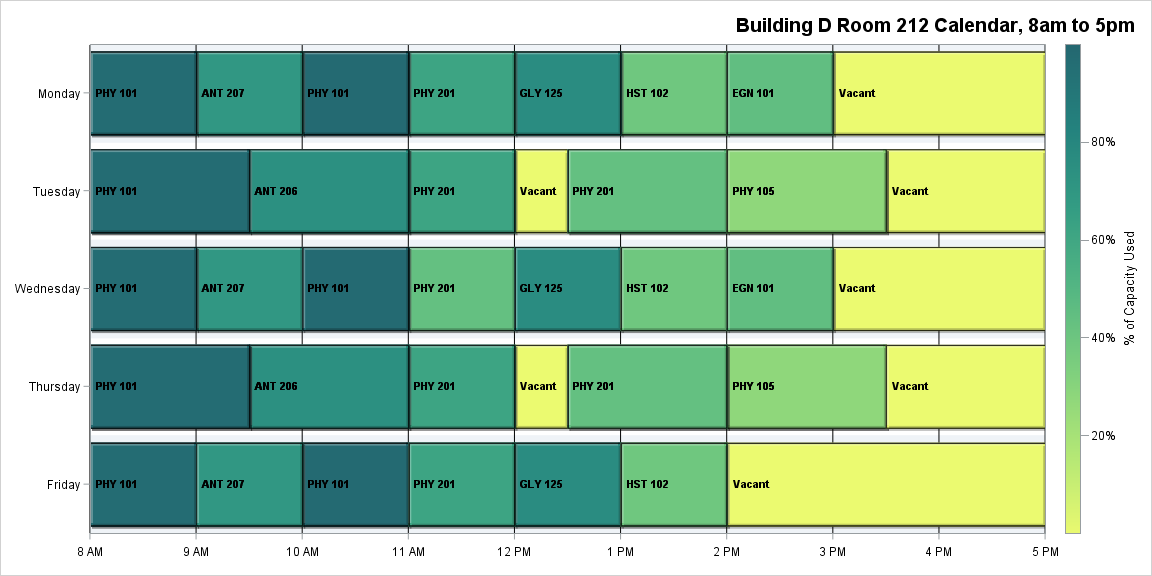 Building D Room 212 Calendar, 8am to 5pm
Monday
PHY 101
ANT 207
PHY 101
PHY 201
GLY 125
HST 102
EGN 101
Vacant
Tuesday
PHY 101
ANT 206
PHY 201
Vacant
PHY 201
PHY 105
Vacant
Wednesday
PHY 101
ANT 207
PHY 101
PHY 201
GLY 125
HST 102
EGN 101
Vacant
Thursday
PHY 101
ANT 206
PHY 201
Vacant
PHY 201
PHY 105
Vacant
Friday
PHY 101
ANT 207
PHY 101
PHY 201
GLY 125
HST 102
Vacant
8 AM
9 AM
10 AM
11 AM
12 PM
1 PM
2 PM
3 PM
4 PM
5 PM
80%
60%
40%
20%
% of Capacity Used